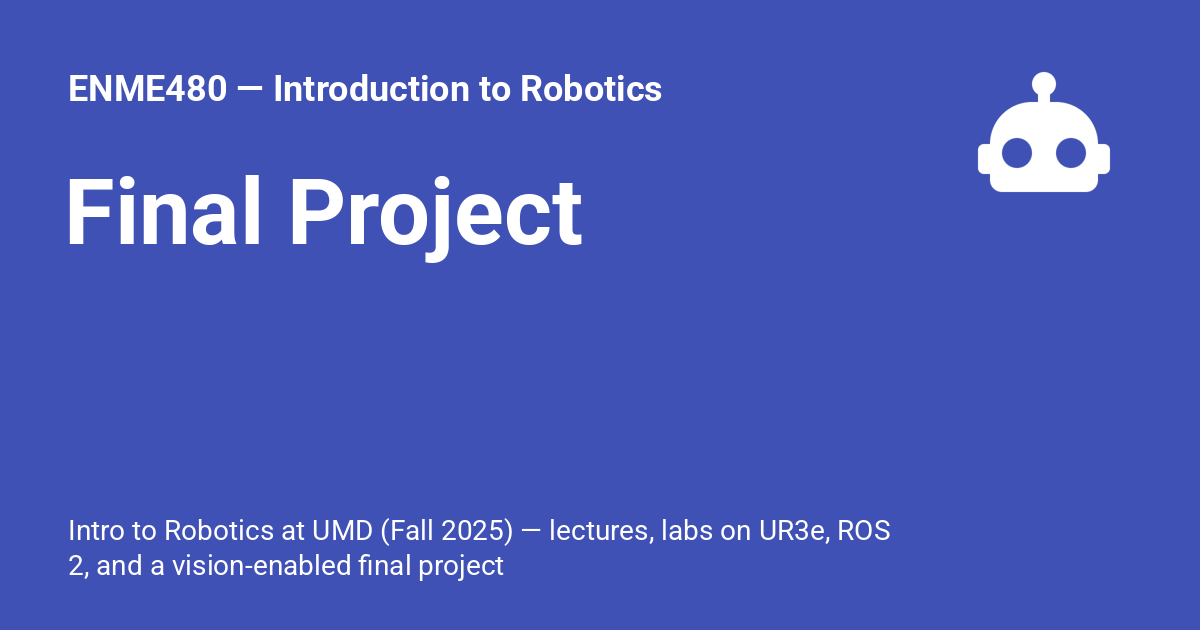 ENME480 — Introduction to Robotics
Final Project
Intro to Robotics at UMD (Fall 2025) — lectures, labs on UR3e, ROS
2, and a vision-enabled final project